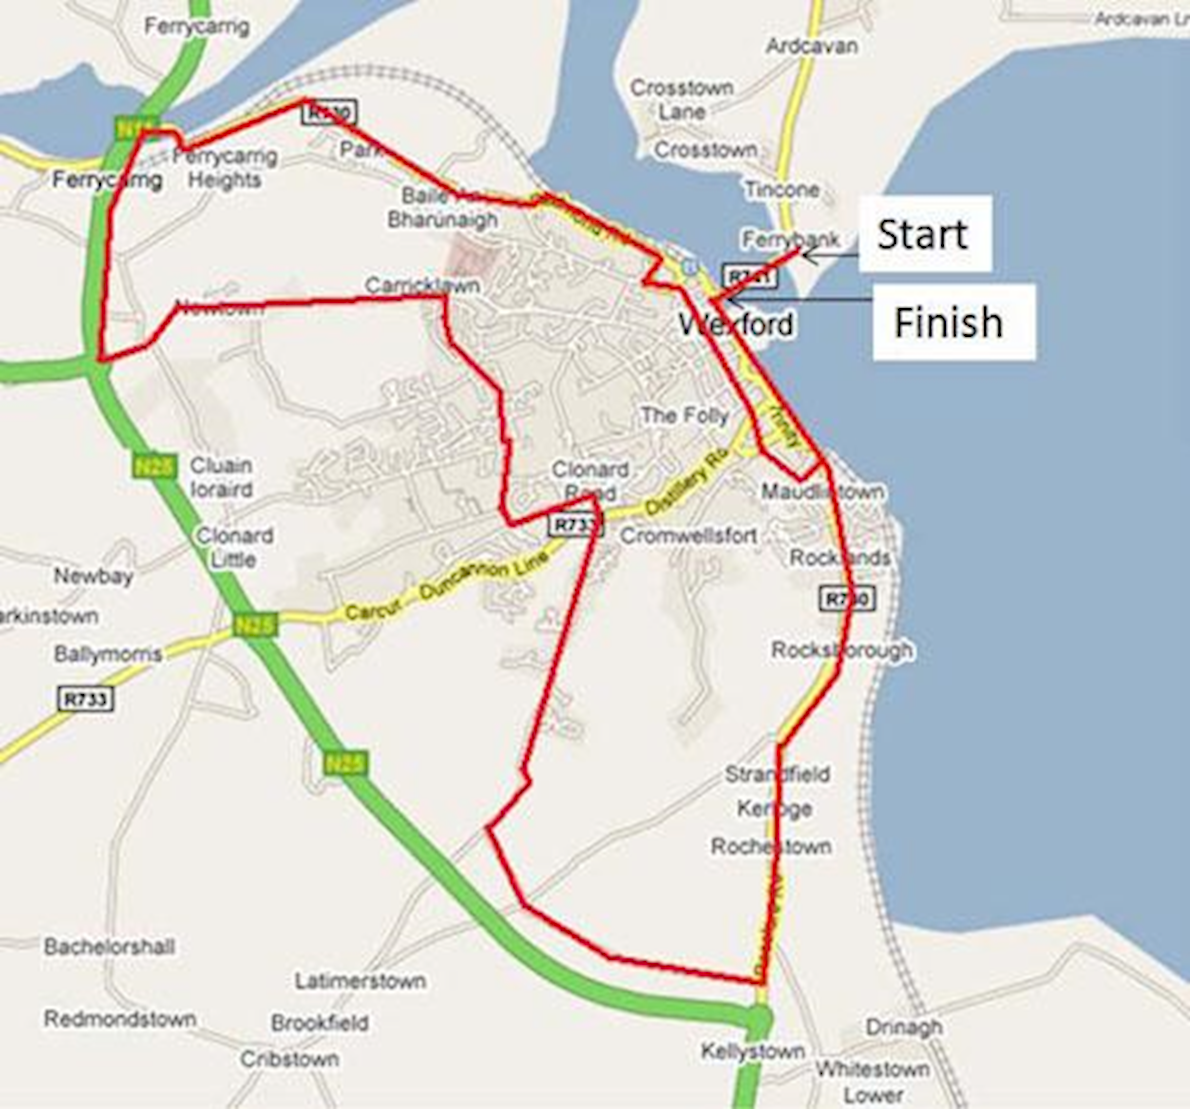 Ferrycarrig
Ardcavan Ln
Ardcavan
Crosstown
Lane
Crosstown
Park
Ferrycarrig
Heights
Ferrycarrig
Tincone
Baile An
Bharúnaigh
Start
Ferrybank
R741
Carricklawn
Newtown
Finish
Wexford
The Folly
Trinity
Clonard
Road
Cluain
Ioraird
N25
Distillery Rd
Maudlintown
R733
Cromwellsfort
Clonard
Little
Rocklands
Duncannon Line
Newbay
R730
Carcur
arkinstown
N25
Ballymorris
Rocksborough
R733
N25
Strandfield
Kerloge
Rochestown
Bachelorshall
Latimerstown
Redmondstown
Brookfield
Drinagh
Cribstown
Kellystown
Whitestown
Lower